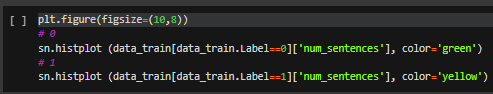 [ ] plt.figure(figsize=(10,8))
# 0
sn.histplot (data_train[data_train.Label==0]['num_sentences'], color='green')
# 1
sn.histplot (data_train[data_train.Label==1]['num_sentences'], color='yellow')